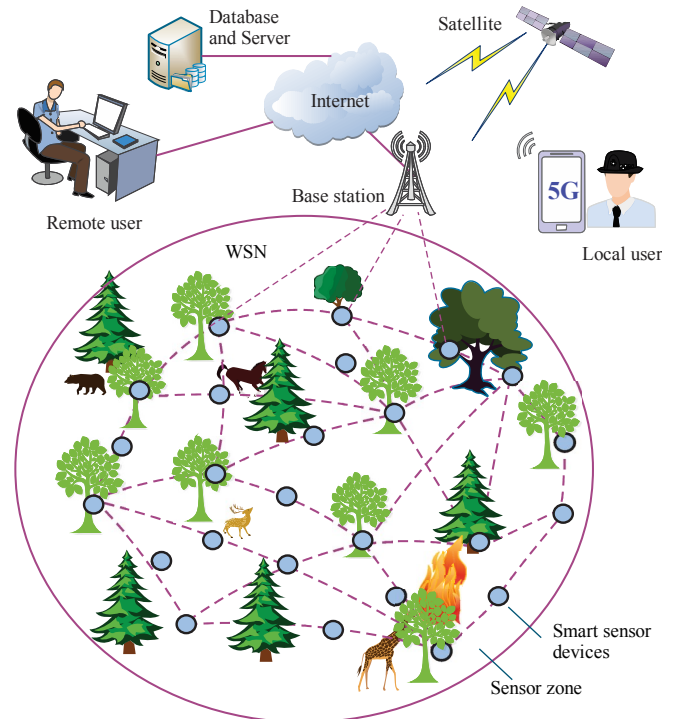 Database
and Server
Satellite
Internet
Base station
Remote user
5G
Local user
WSN
Smart sensor
devices
Sensor zone